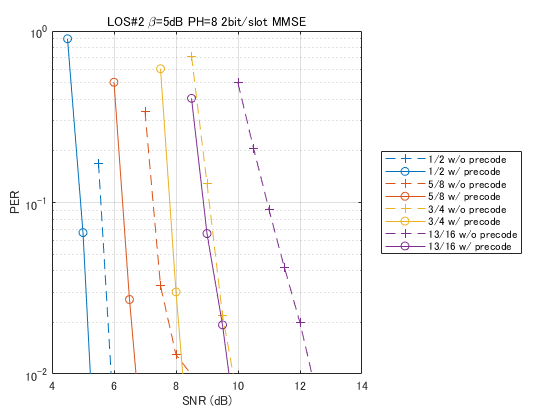 LOS#2 β=5dB PH=8 2bit/slot MMSE
10^0
10^-1
10^-2
PER
4 6 8 10 12 14
SNR (dB)
1/2 w/o precode
1/2 w/ precode
5/8 w/o precode
5/8 w/ precode
3/4 w/o precode
3/4 w/ precode
13/16 w/o precode
13/16 w/ precode